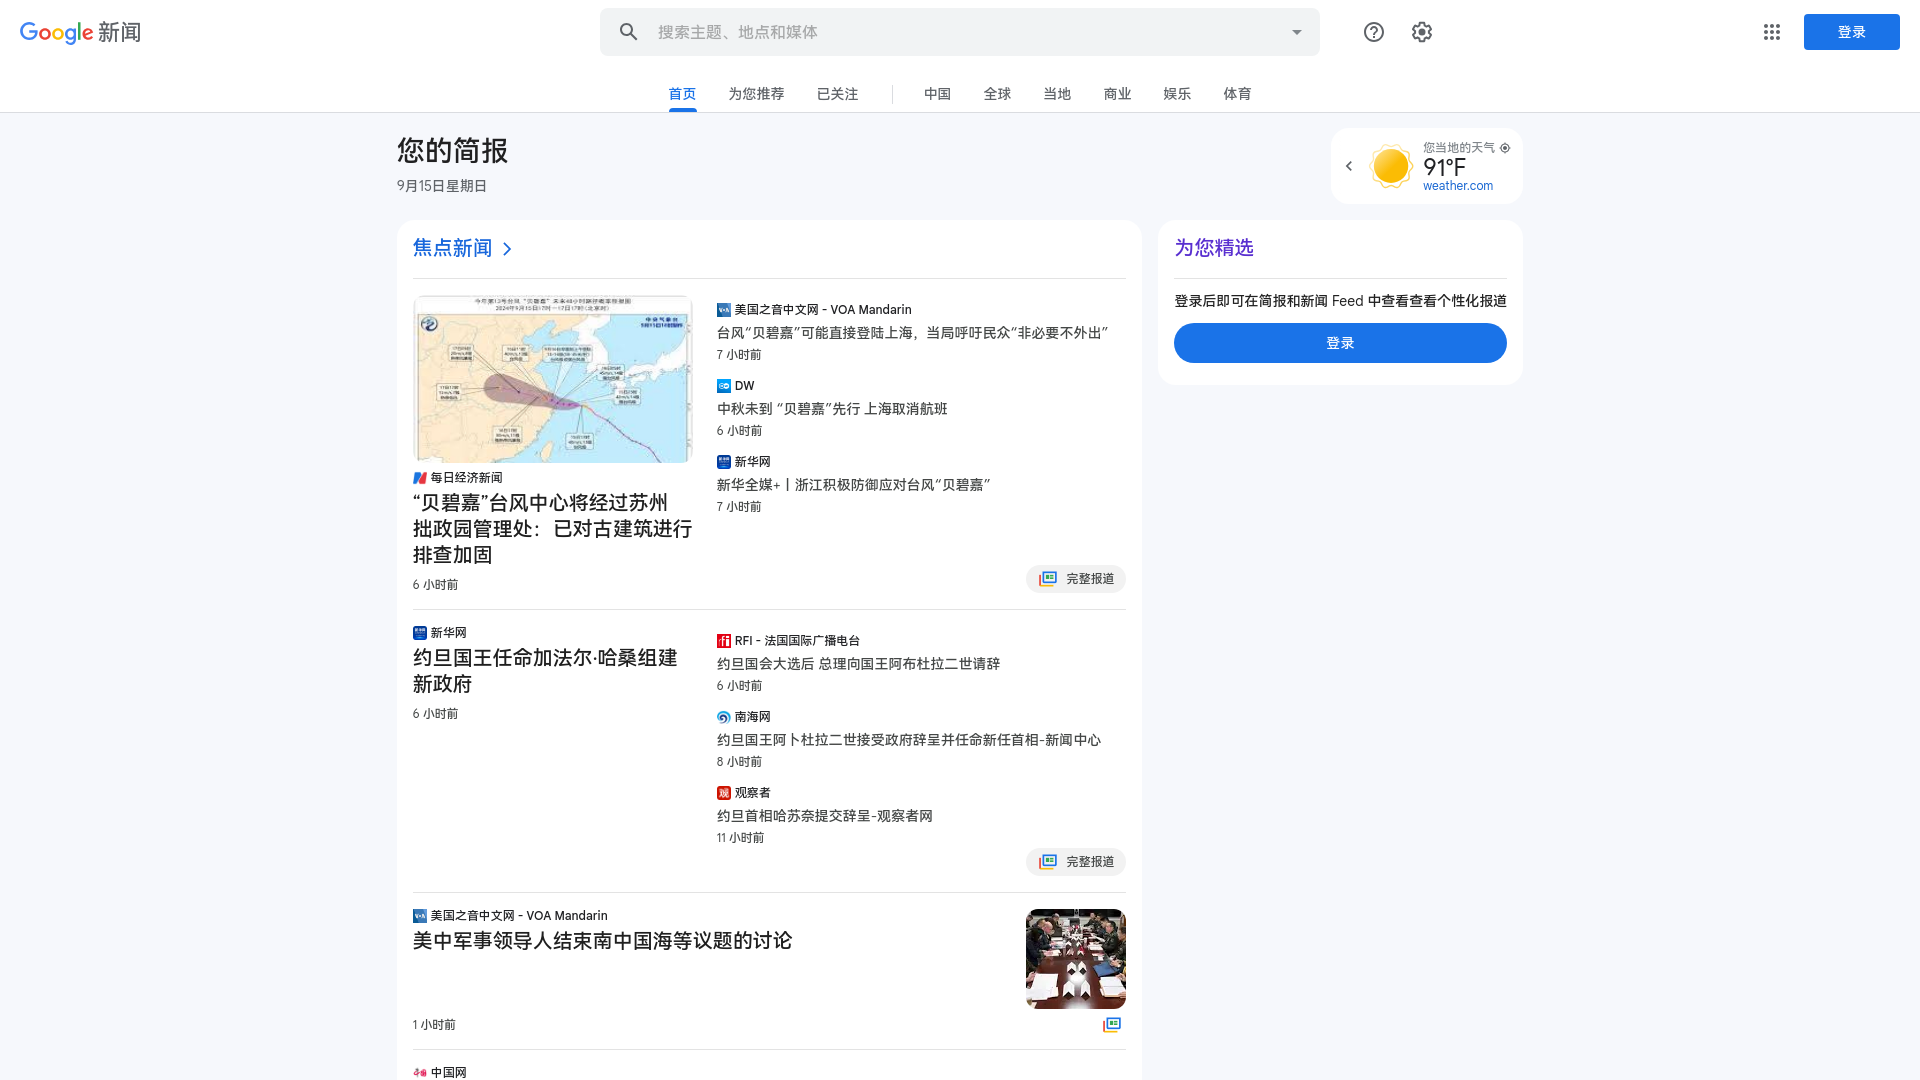 Google 新闻
搜索主题、地点和媒体
登录
首页
为您推荐
已关注
中国
全球
当地
商业
娱乐
体育
您的简报
9月15日星期日
您当地的天气
91°F
weather.com
焦点新闻
每日经济新闻
“贝碧嘉”台风中心将经过苏州
拙政园管理处：已对古建筑进行
排查加固
6 小时前
美国之音中文网 - VOA Mandarin
台风“贝碧嘉”可能直接登陆上海，当局呼吁民众“非必要不外出”
7 小时前
DW
中秋未到 “贝碧嘉”先行 上海取消航班
6 小时前
新华网
新华全媒+丨浙江积极防御应对台风“贝碧嘉”
7 小时前
完整报道
新华网
约旦国王任命加法尔·哈桑组建
新政府
6 小时前
RFI - 法国国际广播电台
约旦国会大选后 总理向国王阿布杜拉二世请辞
6 小时前
南海网
约旦国王阿卜杜拉二世接受政府辞呈并任命新任首相-新闻中心
8 小时前
观察者
约旦首相哈苏奈提交辞呈-观察者网
11 小时前
完整报道
美国之音中文网 - VOA Mandarin
美中军事领导人结束南中国海等议题的讨论
1 小时前
中国网
为您精选
登录后即可在简报和新闻 Feed 中查看查看个性化报道
登录